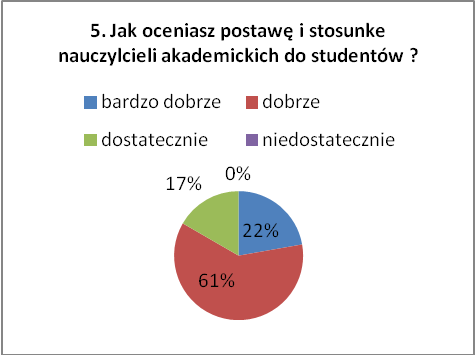 5. Jak oceniasz postawę i stosunke
nauczylcieli akademickich do studentów ?
bardzo dobrze dobrze
dostatecznie niedostatecznie
0%
17%
22%
61%